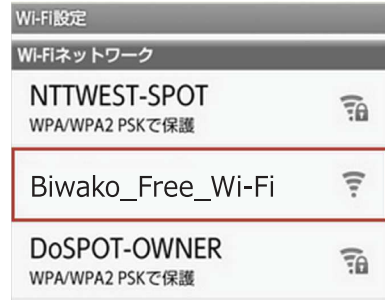 Wi-Fi設定
Wi-Fiネットワーク
NTTWEST-SPOT
WPA/WPA2 PSKで保護
Biwako_Free_Wi-Fi
DoSPOT-OWNER
WPA/WPA2 PSKで保護